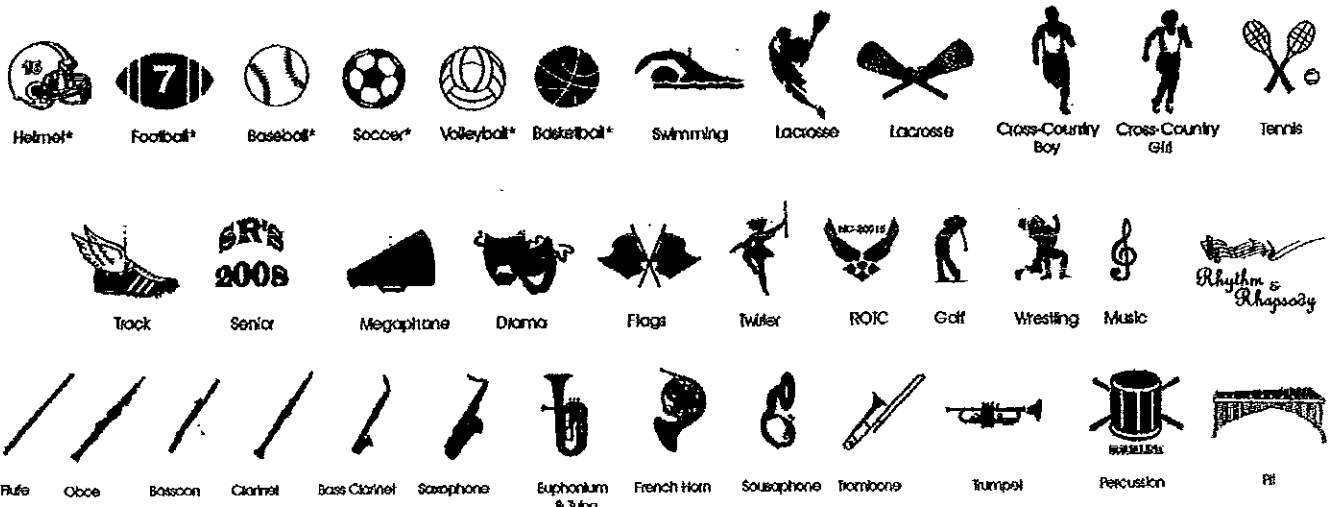 16
7
Helmet* Football* Baseball* Soccer* Volleyball* Basketball* Swimming Lacrosse Lacrosse Cross-Country Boy Cross-Country Girl Tennis
SR'S
2008
Rhythm &
Rhapsody
Track Senior Megaphone Drama Flags Twirler ROTC Golf Wrestling Music
Flute Oboe Bassoon Clarinet Bass Clarinet Saxophone Euphonium & Tuba French Horn Sousaphone Trombone Trumpet Percussion Pit